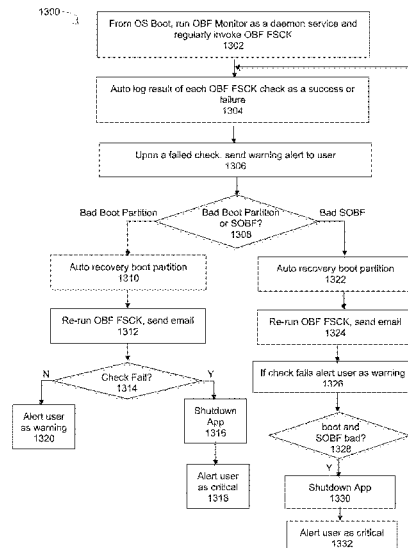 1300
From OS Boot, run OBF Monitor as a daemon service and
regularly invoke OBF FSCK
1302
Auto log result of each OBF FSCK check as a success or
failure
1304
Upon a failed check, send warning alert to user
1306
Bad Boot Partition
Bad Boot Partition
or SOBF?
1308
Bad SOBF
Auto recovery boot partition
1310
Auto recovery boot partition
1322
Re-run OBF FSCK, send email
1312
Re-run OBF FSCK, send email
1324
N
Check Fail?
1314
Y
If check fails alert user as warning
1326
Alert user
as warning
1320
Shutdown
App
1316
boot and
SOBF bad?
1328
Y
Alert user
as critical
1318
Shutdown App
1330
Alert user as critical
1332